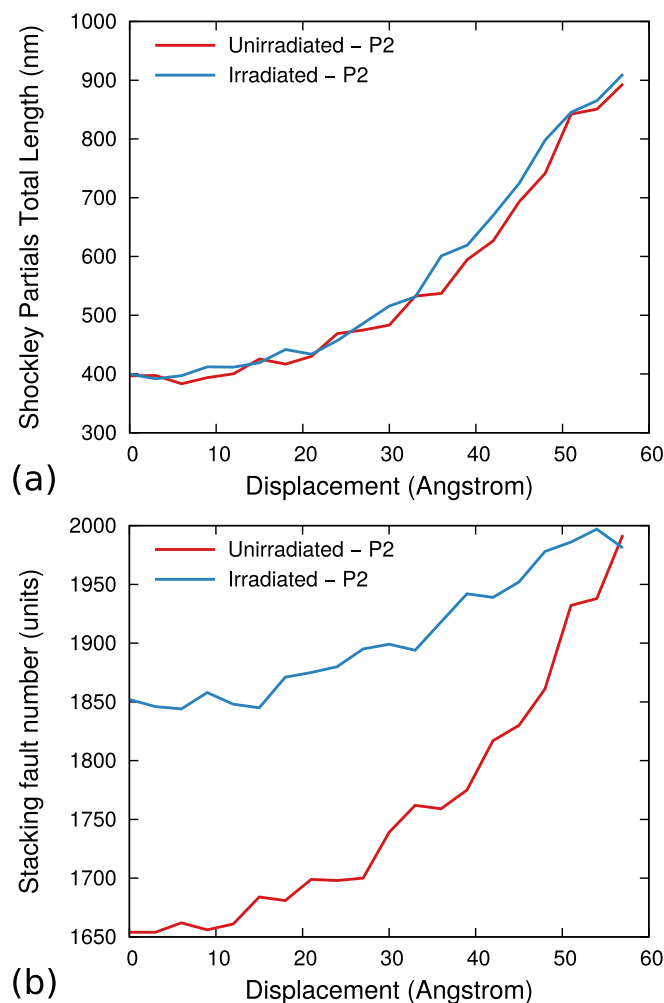 1000
900
800
700
600
500
400
300
Shockley Partials Total Length (nm)
Unirradiated – P2
Irradiated – P2
0 10 20 30 40 50 60
Displacement (Angstrom)
(a)
2000
1950
1900
1850
1800
1750
1700
1650
Stacking fault number (units)
Unirradiated – P2
Irradiated – P2
0 10 20 30 40 50 60
Displacement (Angstrom)
(b)